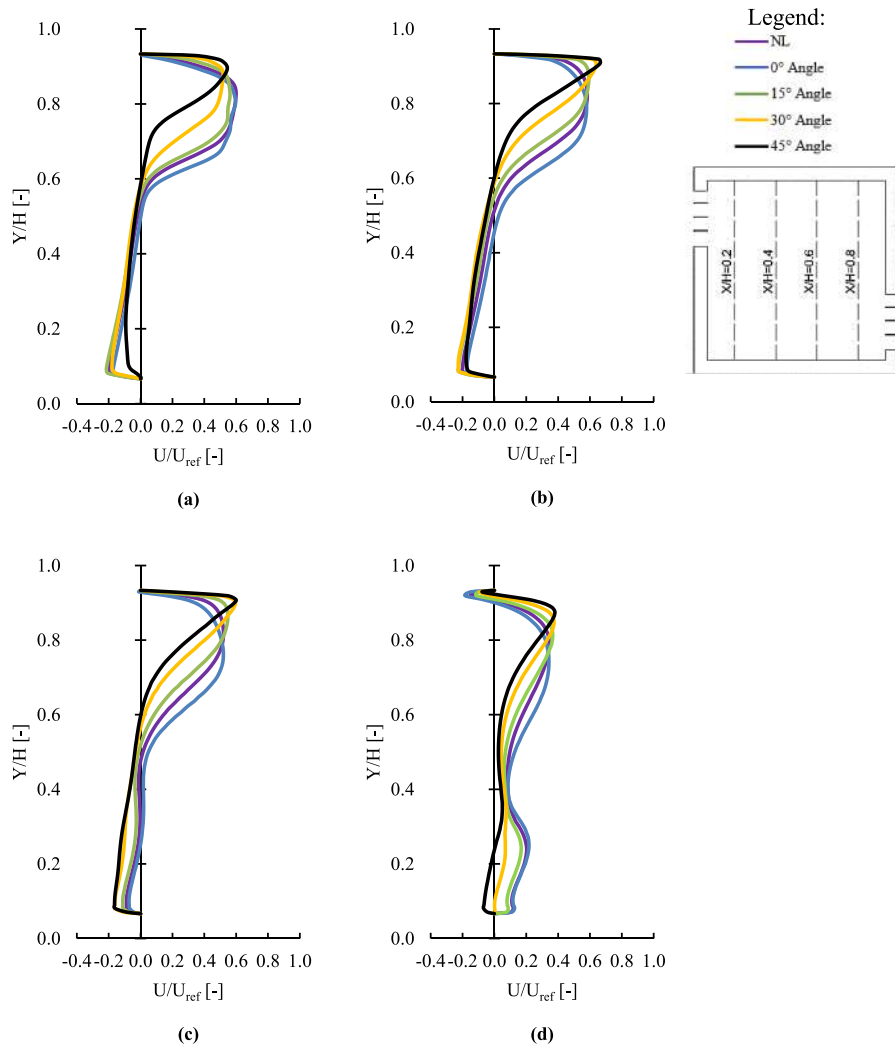 Legend:
NL
0° Angle
15° Angle
30° Angle
45° Angle
X/H=0.2
X/H=0.4
X/H=0.6
X/H=0.8
1.0
0.8
0.6
0.4
0.2
0.0
Y/H [-]
-0.4 -0.2 0.0 0.2 0.4 0.6 0.8 1.0
U/Uref [-]
(a)
1.0
0.8
0.6
0.4
0.2
0.0
Y/H [-]
-0.4 -0.2 0.0 0.2 0.4 0.6 0.8 1.0
U/Uref [-]
(b)
1.0
0.8
0.6
0.4
0.2
0.0
Y/H [-]
-0.4 -0.2 0.0 0.2 0.4 0.6 0.8 1.0
U/Uref [-]
(c)
1.0
0.8
0.6
0.4
0.2
0.0
Y/H [-]
-0.4 -0.2 0.0 0.2 0.4 0.6 0.8 1.0
U/Uref [-]
(d)